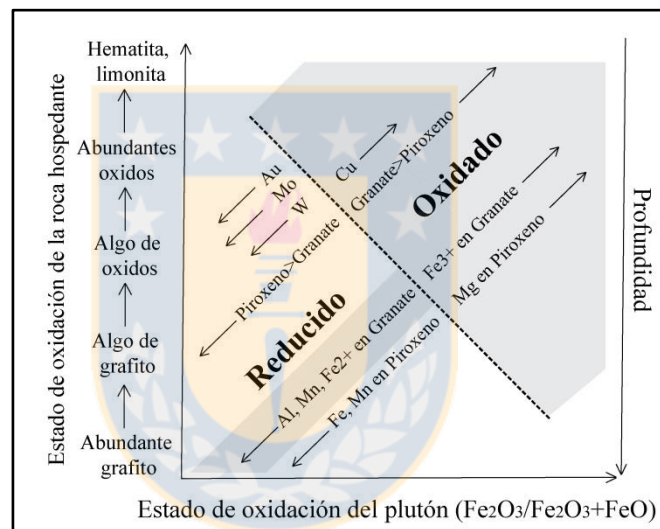 Hematita,
limonita
Abundantes
oxidos
Algo de
oxidos
Algo de
grafito
Abundante
grafito
Estado de oxidación de la roca hospedante
Au
Mo
W
Cu
Piroxeno>Granate
Granate>Piroxeno
Reducido
Oxidado
Al, Mn, Fe2+ en Granate
Fe3+ en Granate
Fe, Mn en Piroxeno
Mg en Piroxeno
Profundidad
Estado de oxidación del plutón (Fe2O3/Fe2O3+FeO)